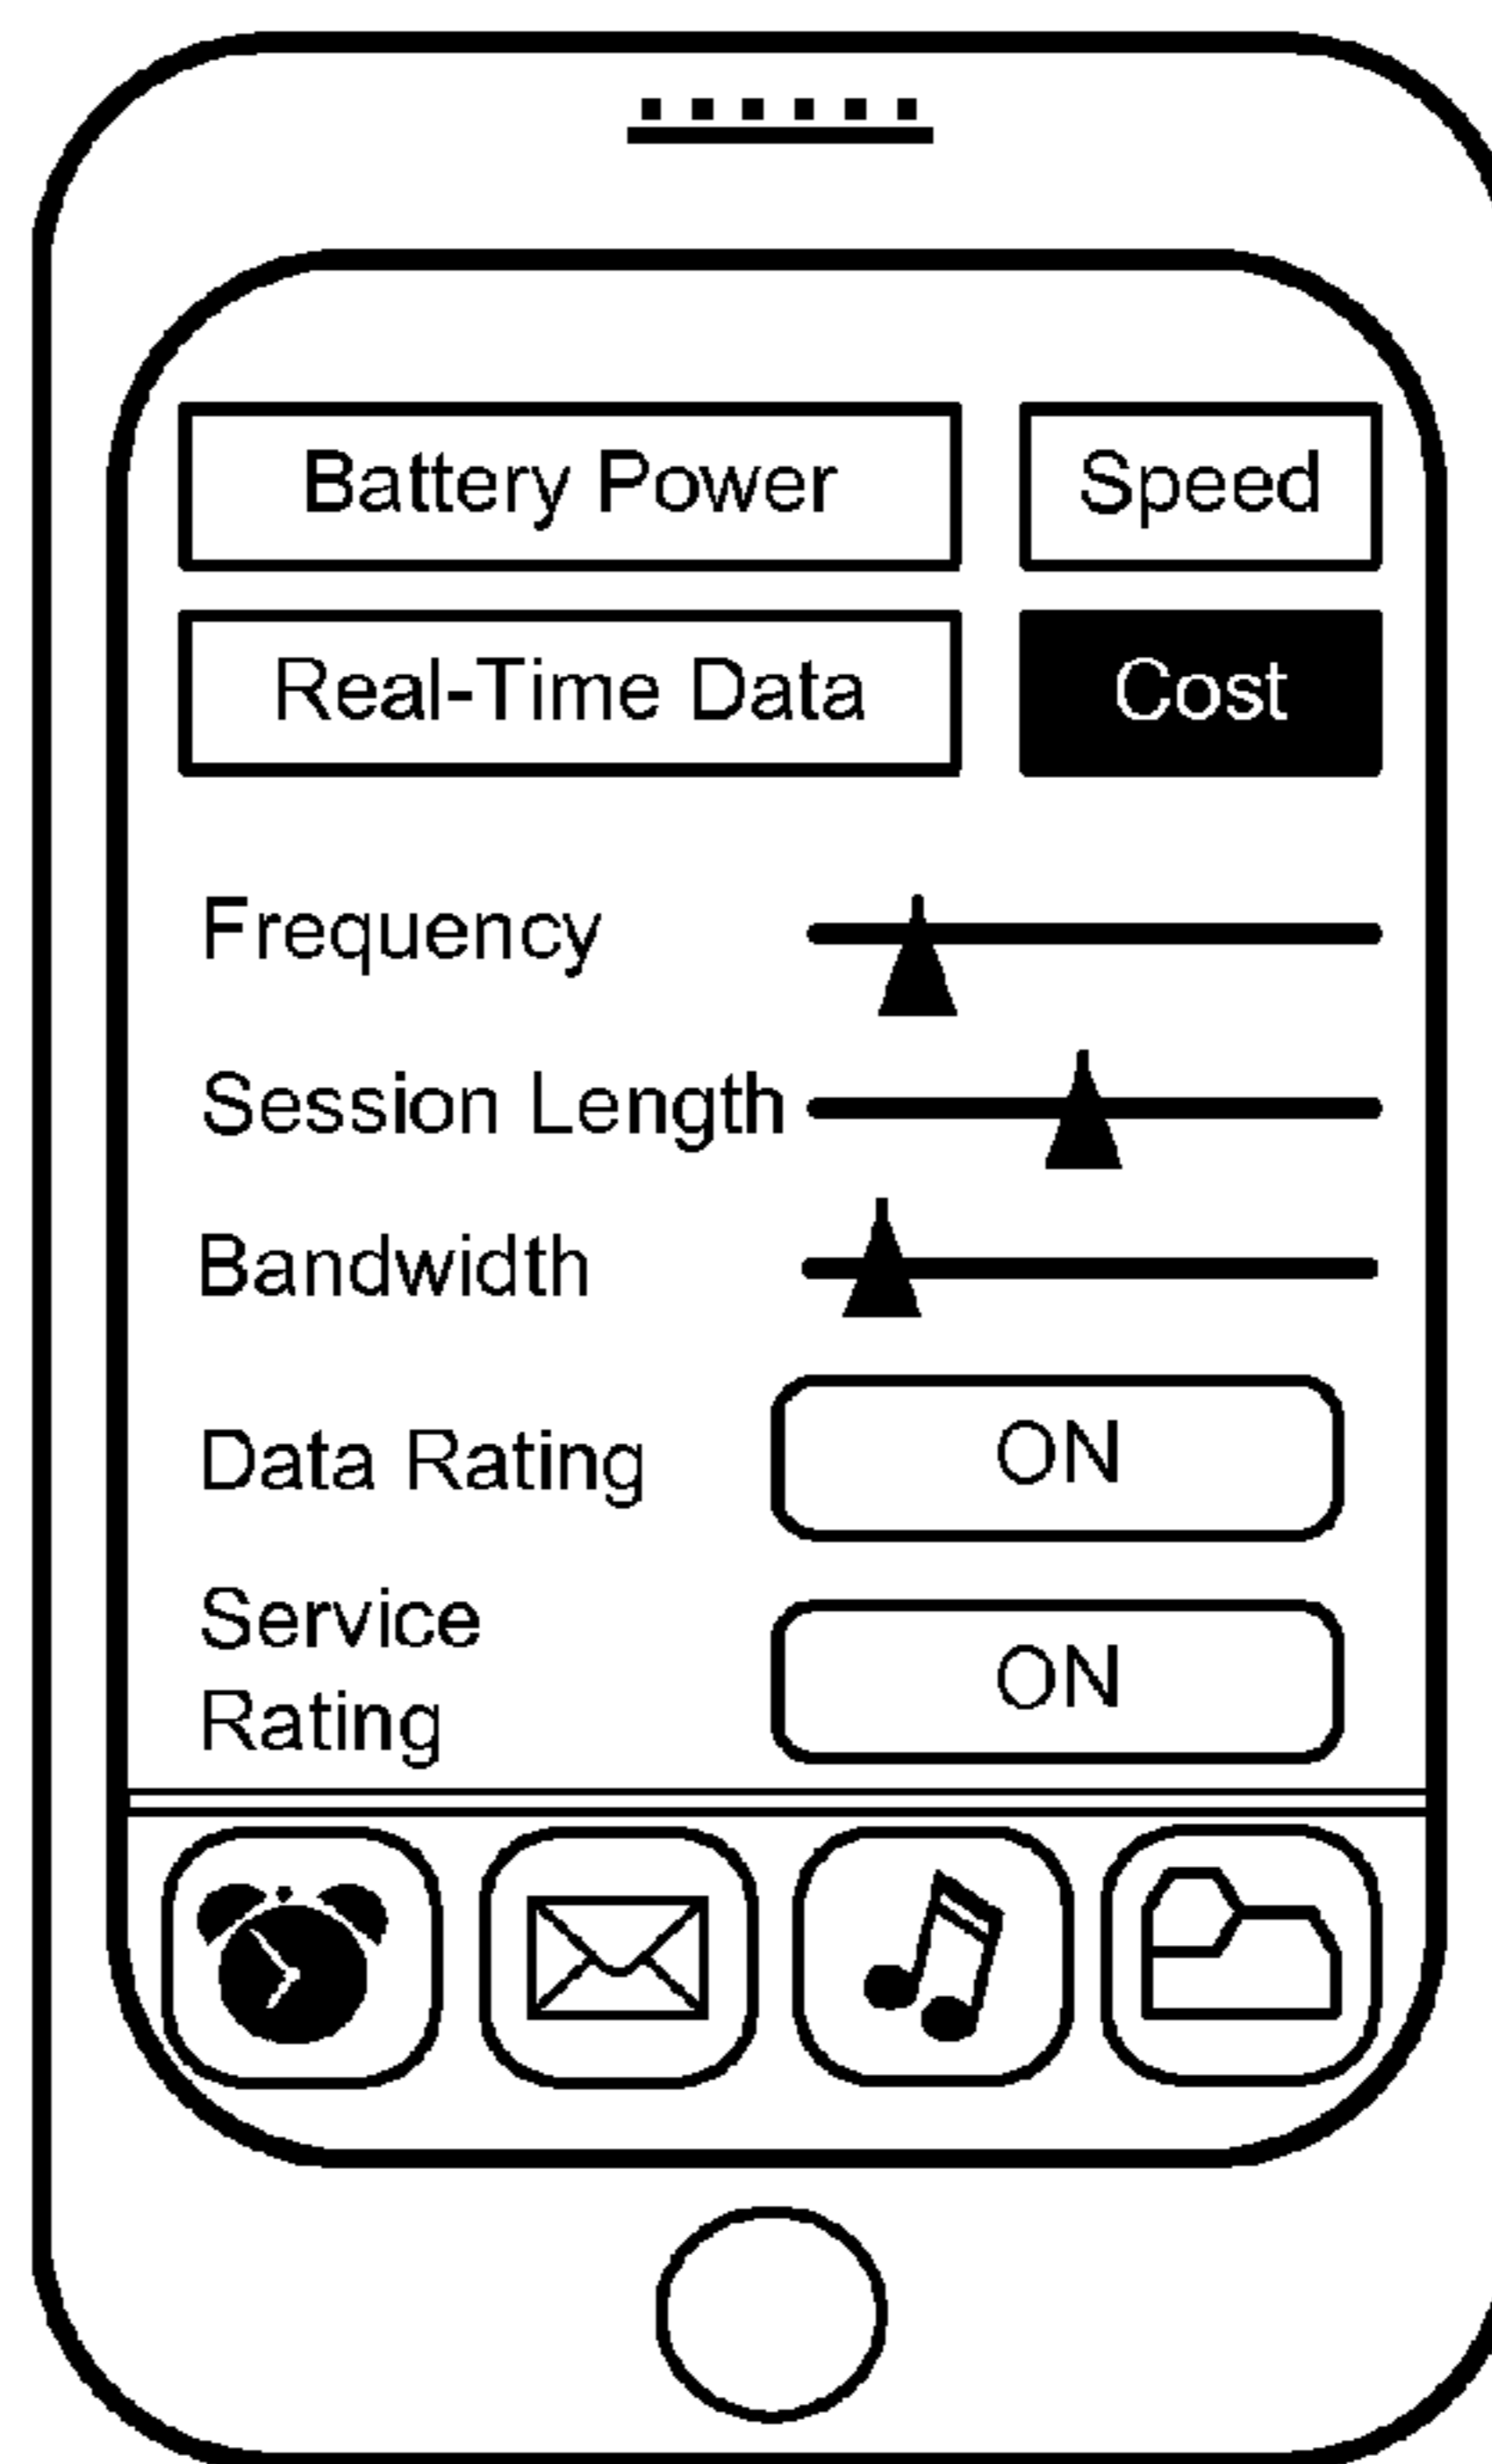 Battery Power Speed
Real-Time Data Cost
Frequency
Session Length
Bandwidth
Data Rating ON
Service
Rating ON